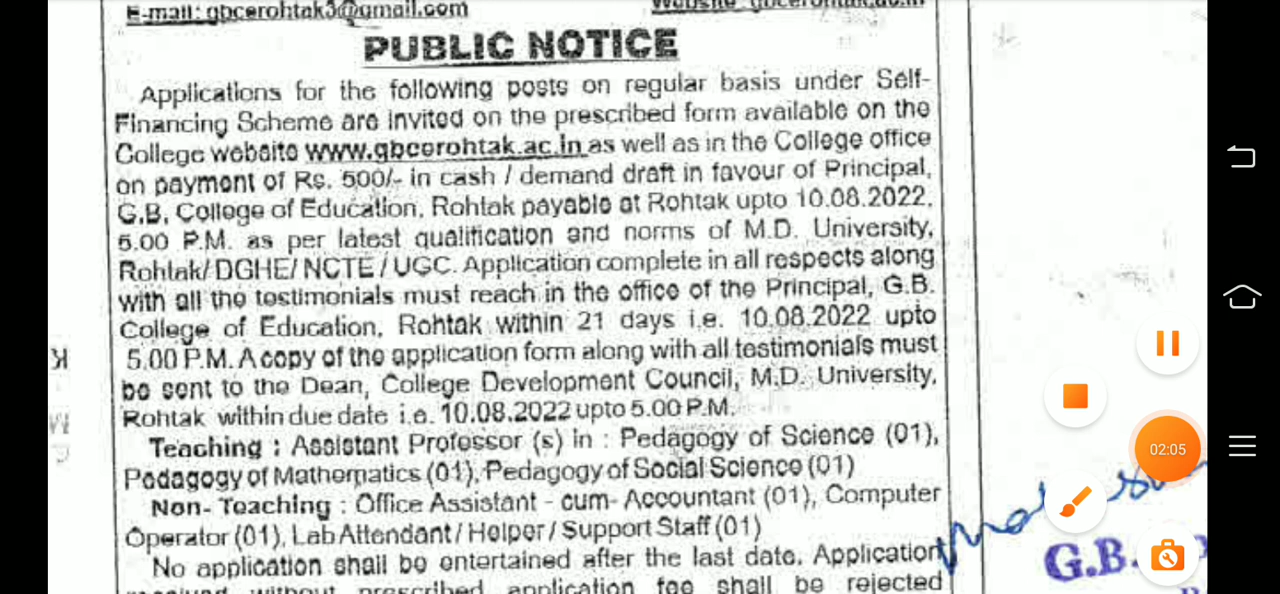 E-mail: gbcerohtak3@gmail.com
PUBLIC NOTICE
Applications for the following posts on regular basis under Self-
Financing Scheme are invited on the prescribed form available on the
College website www.gbcerohtak.ac.in as well as in the College office
on payment of Rs. 500/- in cash / demand draft in favour of Principal,
G.B. College of Education, Rohtak payable at Rohtak upto 10.08.2022,
5.00 P.M. as per latest qualification and norms of M.D. University,
Rohtak/ DGHE/ NCTE / UGC. Application complete in all respects along
with all the testimonials must reach in the office of the Principal, G.B.
College of Education, Rohtak within 21 days i.e. 10.08.2022 upto
5.00 P.M. A copy of the application form along with all testimonials must
be sent to the Dean, College Development Council, M.D. University,
Rohtak within due date i.e. 10.08.2022 upto 5.00 P.M.
Teaching : Assistant Professor (s) in : Pedagogy of Science (01),
Pedagogy of Mathematics (01), Pedagogy of Social Science (01)
Non- Teaching : Office Assistant - cum- Accountant (01), Computer
Operator (01), Lab Attendant / Helper / Support Staff (01)
No application shall be entertained after the last date. Application
received without prescribed application fee shall be rejected
02:05
G.B.